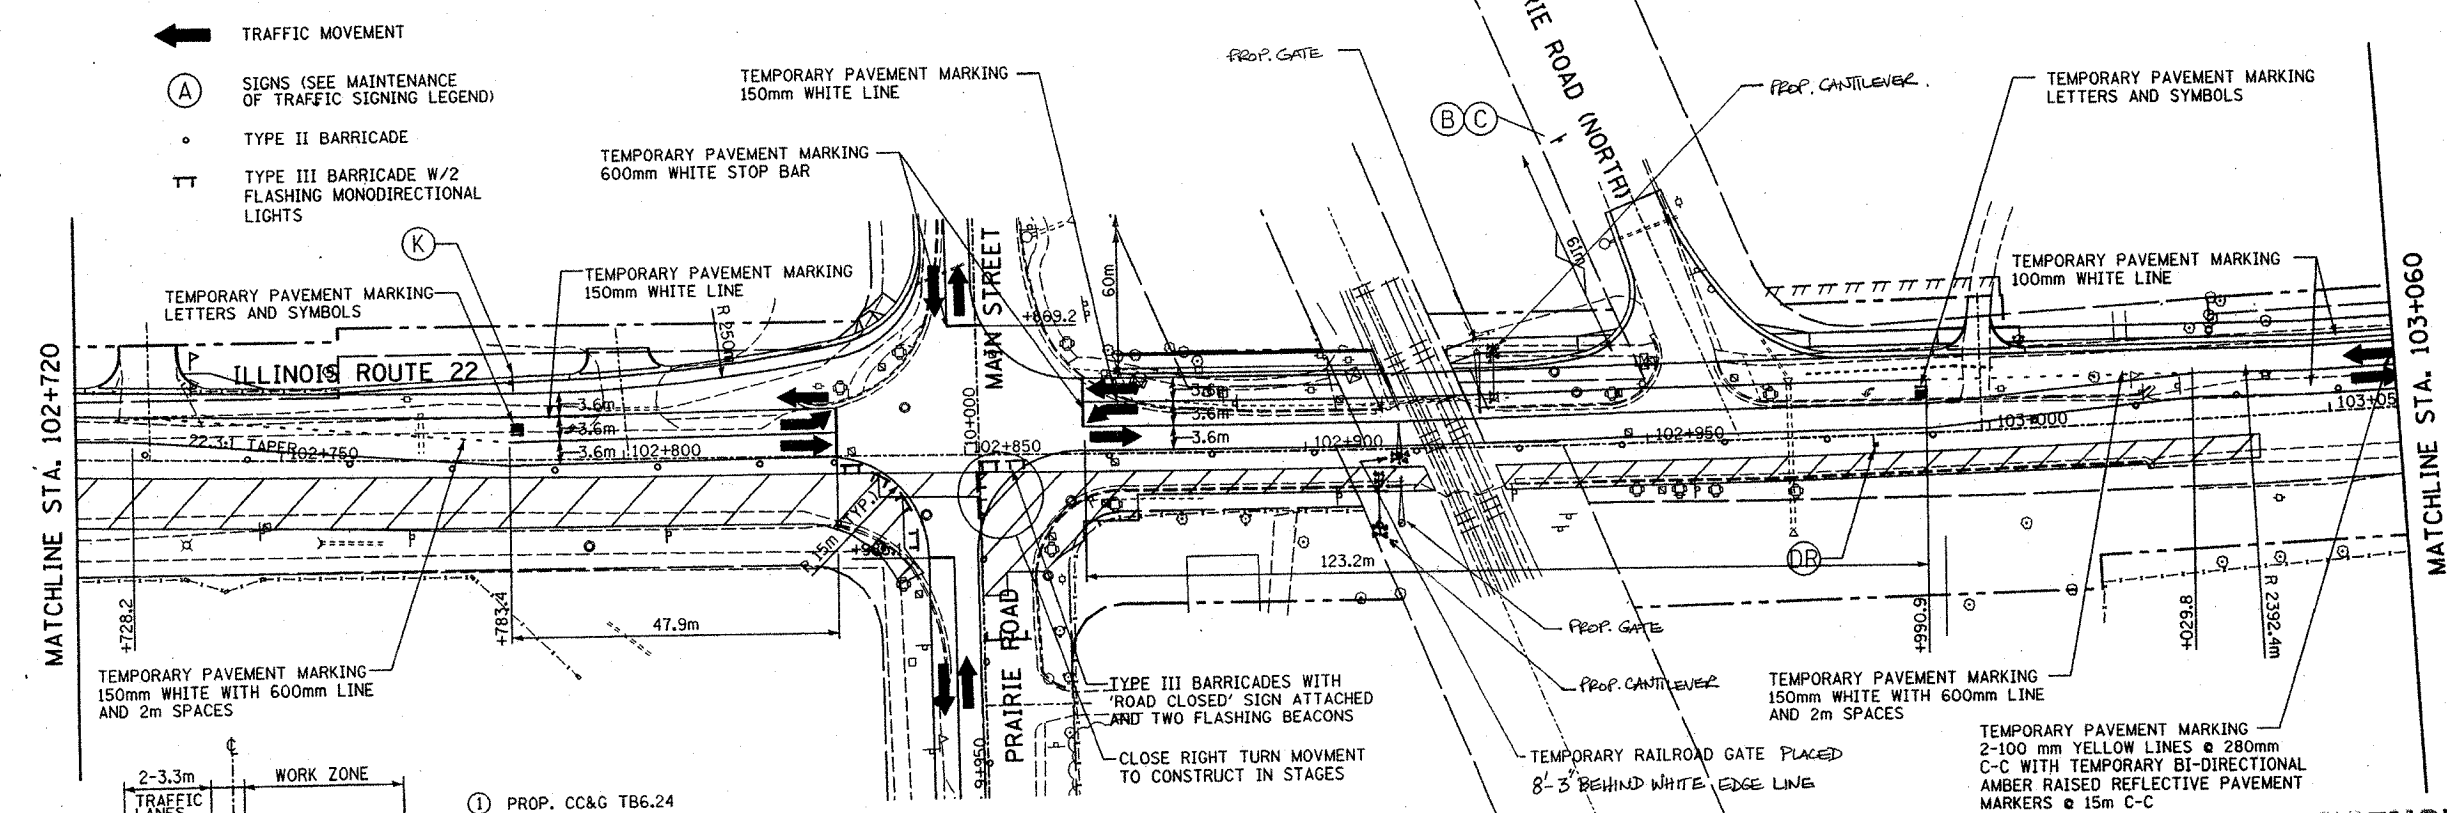 TRAFFIC MOVEMENT
A
SIGNS (SEE MAINTENANCE
OF TRAFFIC SIGNING LEGEND)
TYPE II BARRICADE
TYPE III BARRICADE W/2
FLASHING MONODIRECTIONAL
LIGHTS
TEMPORARY PAVEMENT MARKING
150mm WHITE LINE
TEMPORARY PAVEMENT MARKING
600mm WHITE STOP BAR
PROP. GATE
B C
PROP. CANTILEVER.
RIE ROAD (NORTH)
TEMPORARY PAVEMENT MARKING
LETTERS AND SYMBOLS
K
TEMPORARY PAVEMENT MARKING
LETTERS AND SYMBOLS
TEMPORARY PAVEMENT MARKING
150mm WHITE LINE
TEMPORARY PAVEMENT MARKING
100mm WHITE LINE
MATCHLINE STA. 102+720
MATCHLINE STA. 103+060
ILLINOIS ROUTE 22
R 250m
MAIN STREET
60m
61m
+869.2
3.6m
3.6m
3.6m
3.6m
3.6m
3.6m
22.3:1 TAPER
102+750
102+800
10+000
102+850
102+900
102+950
103+000
103+05
R 15m
(TYP.)
123.2m
DR
+728.2
+783.4
47.9m
+990.9
+029.8
R 2392.4m
PRAIRIE ROAD
9+950
TEMPORARY PAVEMENT MARKING
150mm WHITE WITH 600mm LINE
AND 2m SPACES
TYPE III BARRICADES WITH
'ROAD CLOSED' SIGN ATTACHED
AND TWO FLASHING BEACONS
CLOSE RIGHT TURN MOVMENT
TO CONSTRUCT IN STAGES
PROP. GATE
PROP. CANTILEVER
TEMPORARY RAILROAD GATE PLACED
8'-3" BEHIND WHITE EDGE LINE
TEMPORARY PAVEMENT MARKING
150mm WHITE WITH 600mm LINE
AND 2m SPACES
TEMPORARY PAVEMENT MARKING
2-100 mm YELLOW LINES @ 280mm
C-C WITH TEMPORARY BI-DIRECTIONAL
AMBER RAISED REFLECTIVE PAVEMENT
MARKERS @ 15m C-C
2-3.3m
TRAFFIC
LANES
WORK ZONE
1 PROP. CC&G TB6.24